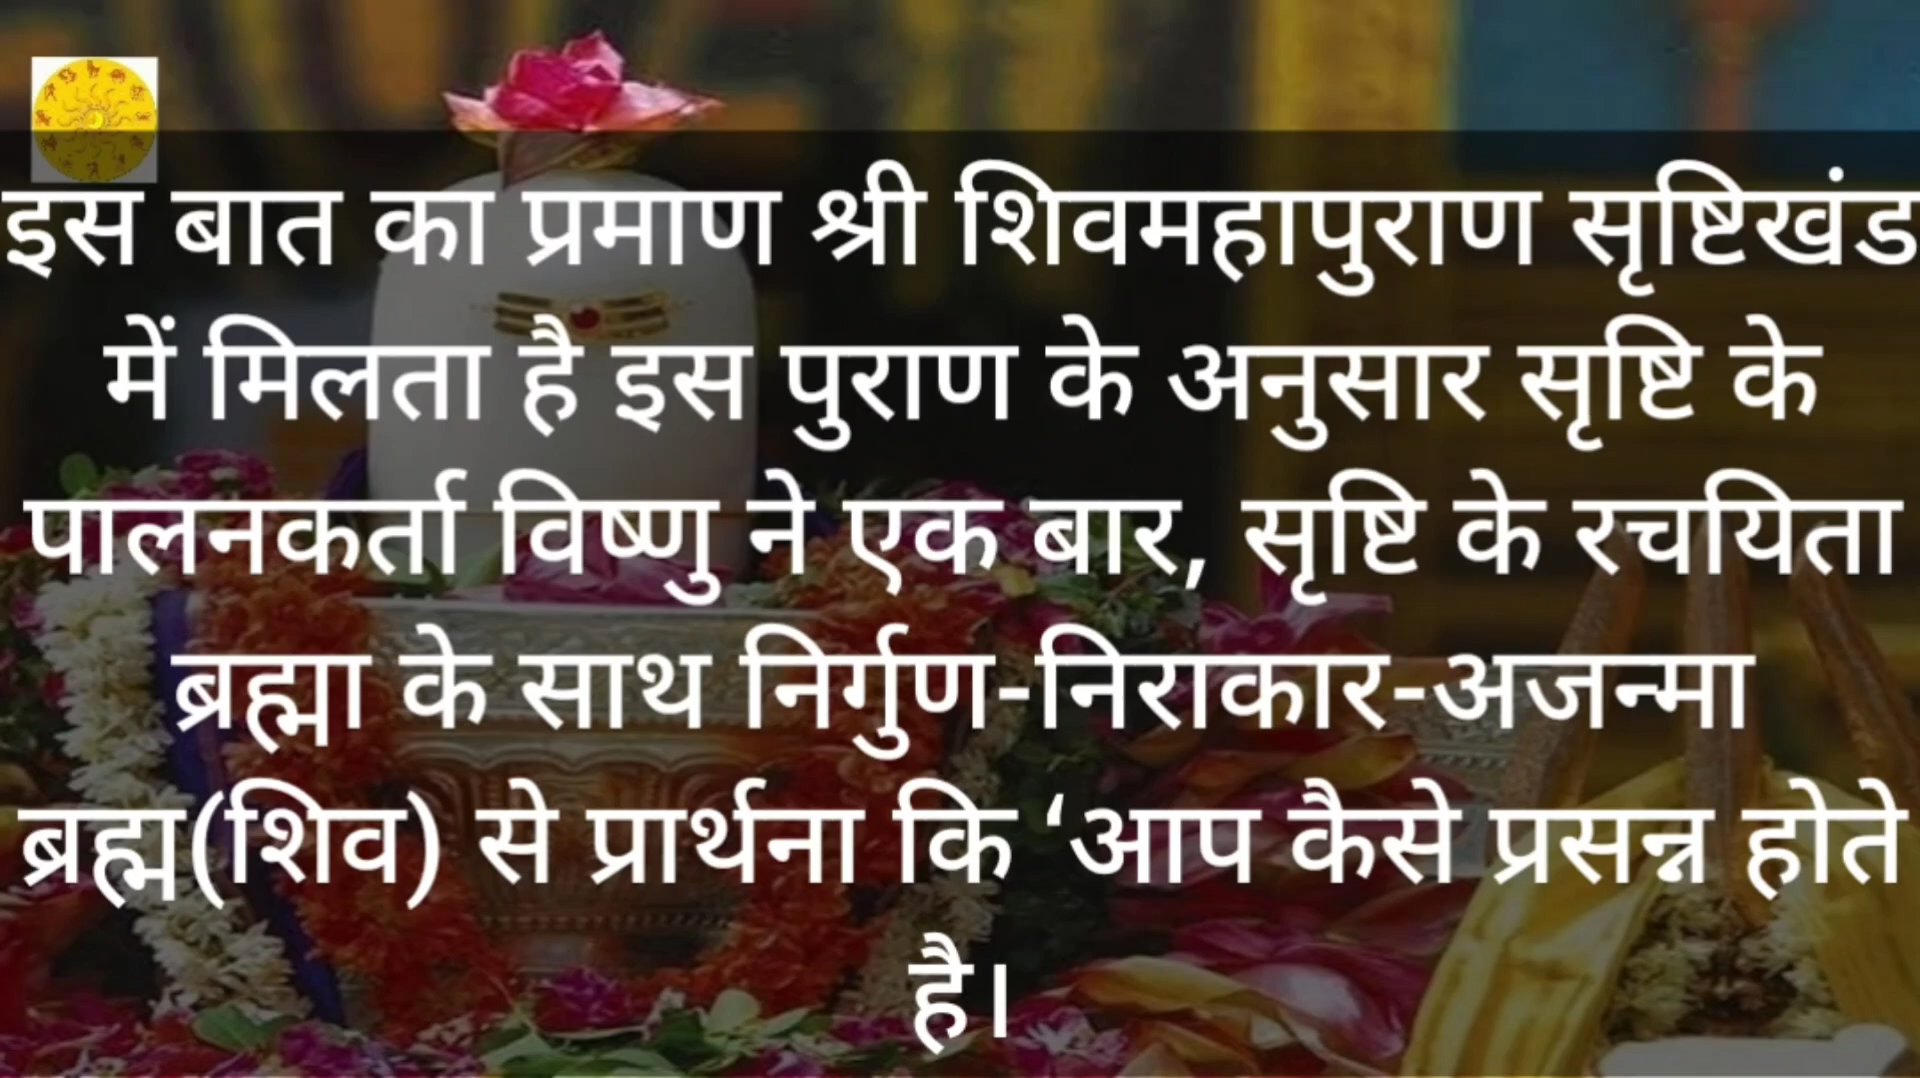 इस बात का प्रमाण श्री शिवमहापुराण सृष्टिखंड
में मिलता है इस पुराण के अनुसार सृष्टि के
पालनकर्ता विष्णु ने एक बार, सृष्टि के रचयिता
ब्रह्मा के साथ निर्गुण-निराकार-अजन्मा
ब्रह्म(शिव) से प्रार्थना कि ‘आप कैसे प्रसन्न होते
है।